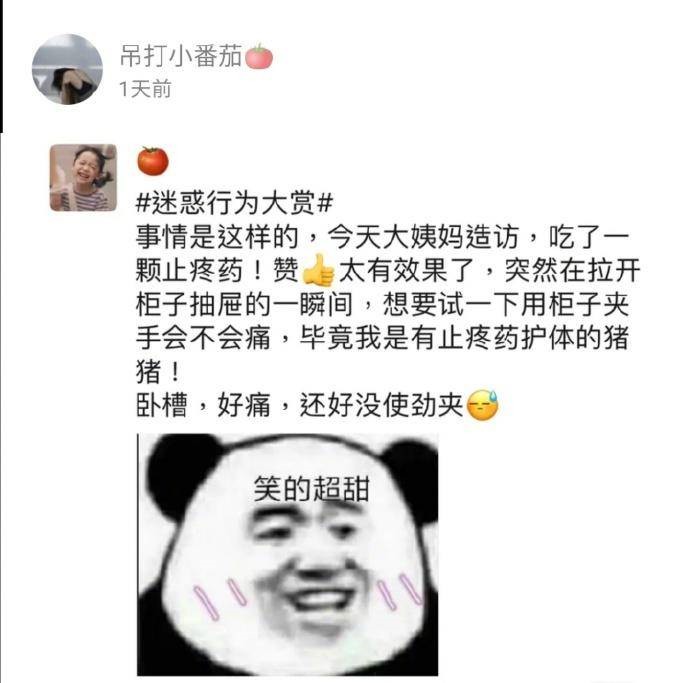 吊打小番茄🍅
1天前
🍅
#迷惑行为大赏#
事情是这样的，今天大姨妈造访，吃了一
颗止疼药！赞👍太有效果了，突然在拉开
柜子抽屉的一瞬间，想要试一下用柜子夹
手会不会痛，毕竟我是有止疼药护体的猪
猪！
卧槽，好痛，还好没使劲夹😓
笑的超甜